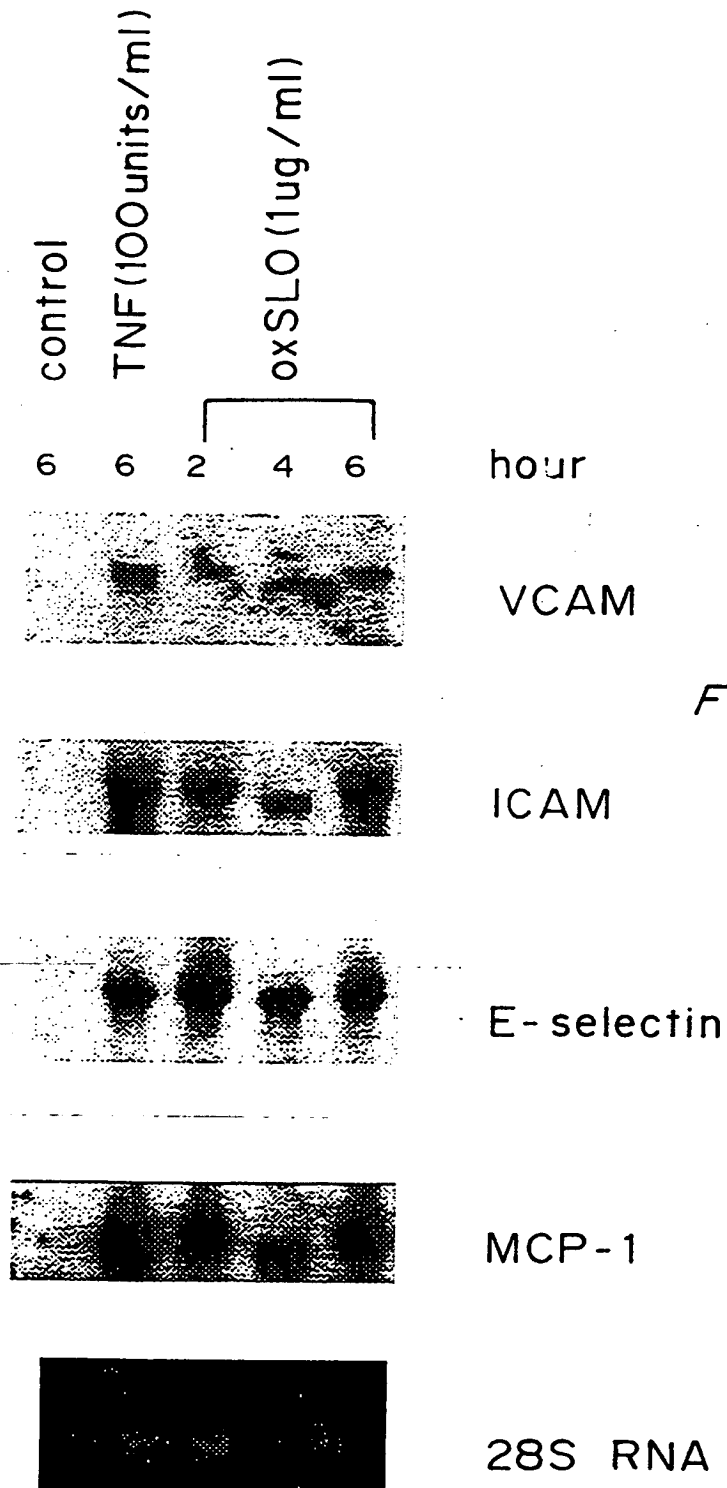 control
TNF(100units/ml)
oxSLO(1ug/ml)
6 6 2 4 6 hour
VCAM
F
ICAM
E-selectin
MCP-1
28S RNA